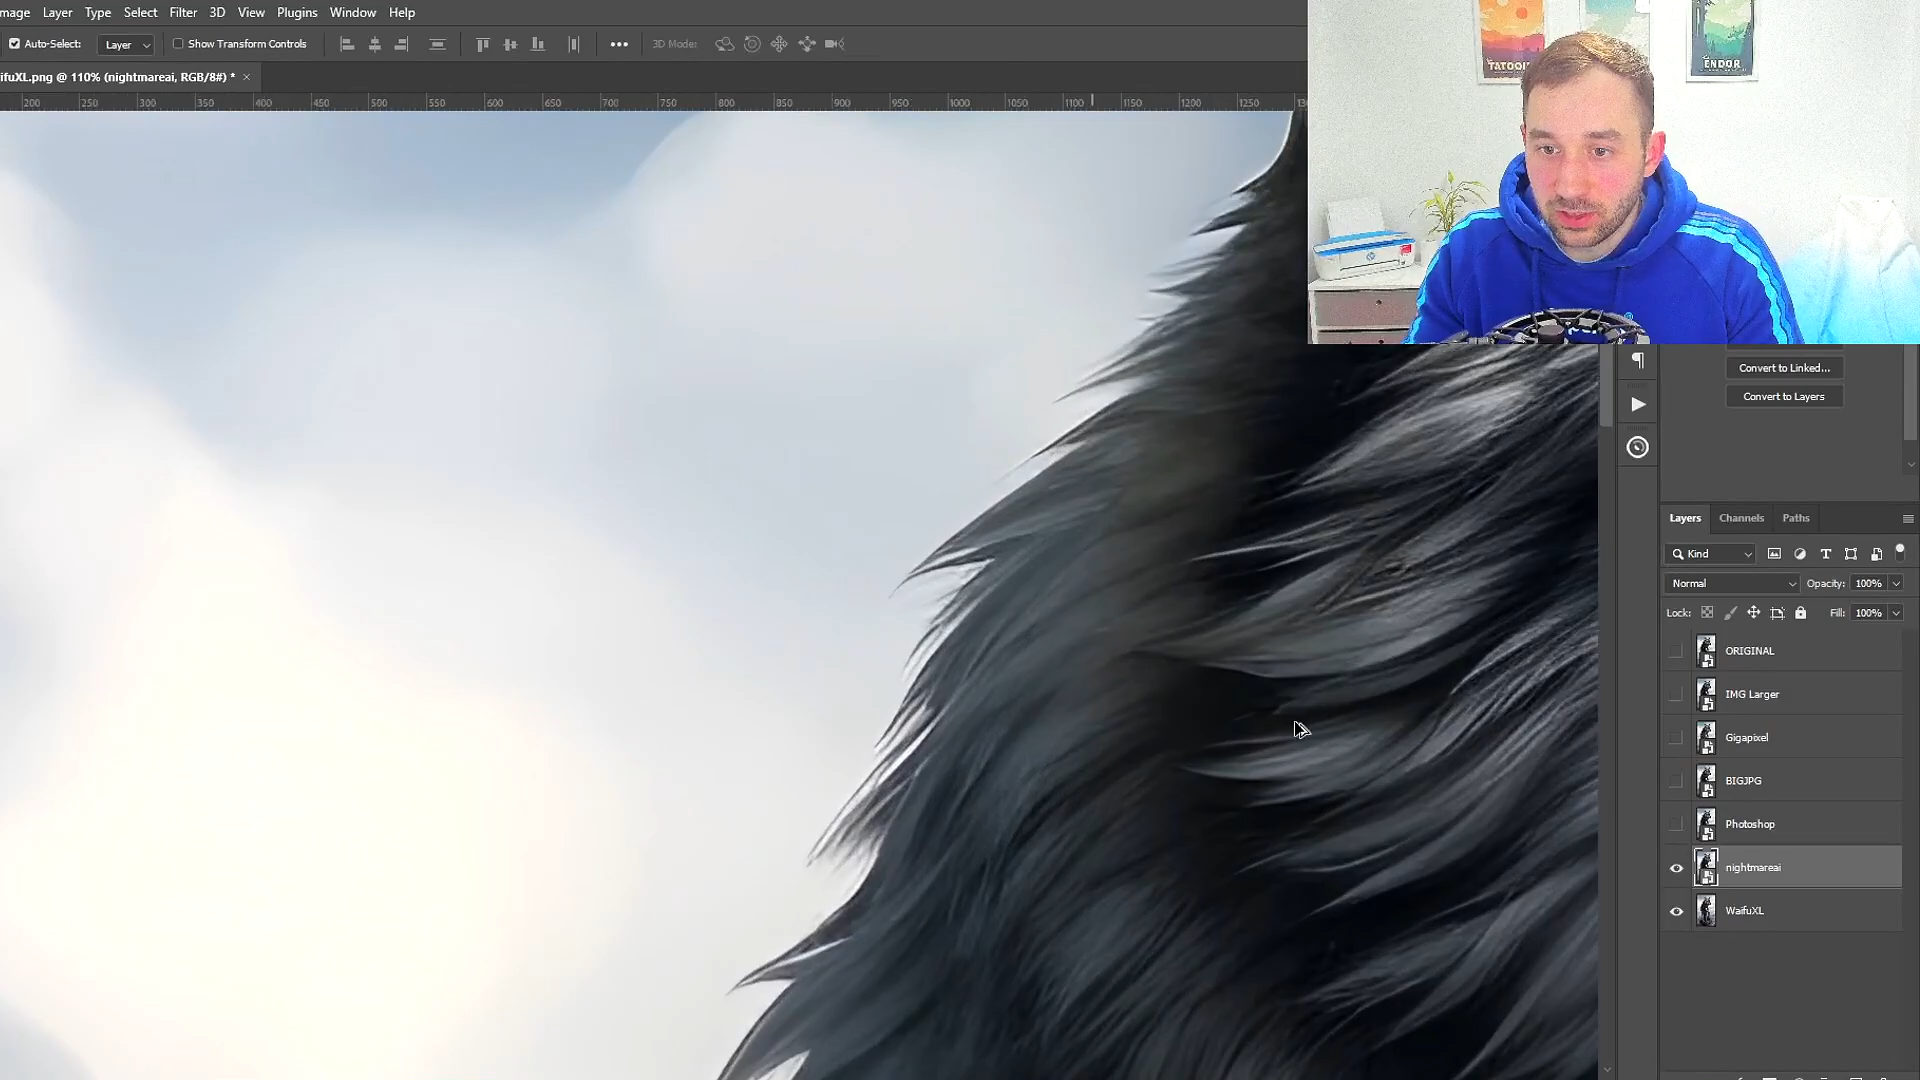 mage Layer Type Select Filter 3D View Plugins Window Help
Auto-Select: Layer Show Transform Controls ••• 3D Mode:
ifuXL.png @ 110% (nightmareai, RGB/8#) * ×
200 250 300 350 400 450 500 550 600 650 700 750 800 850 900 950 1000 1050 1100 1150 1200 1250
TATOOI
ENDOR
Convert to Linked...
Convert to Layers
Layers Channels Paths
Kind
Normal Opacity: 100%
Lock: Fill: 100%
ORIGINAL
IMG Larger
Gigapixel
BIGJPG
Photoshop
nightmareai
WaifuXL